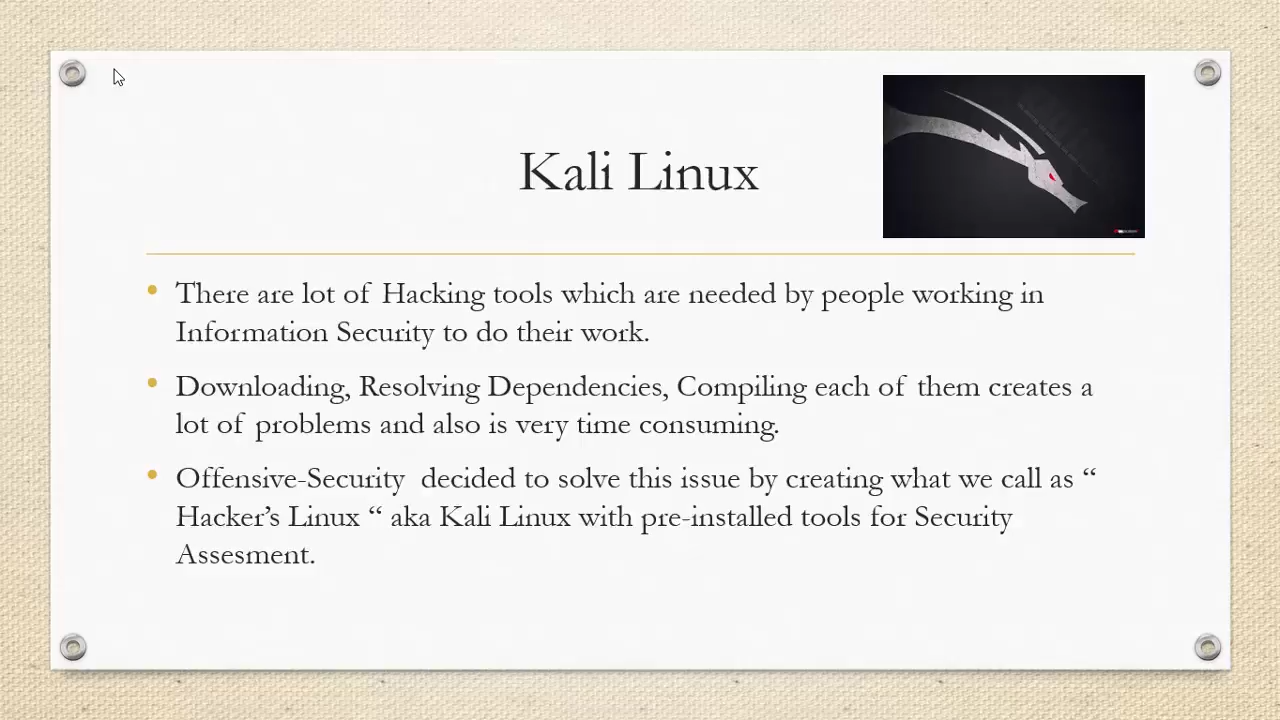 Kali Linux
• There are lot of Hacking tools which are needed by people working in
Information Security to do their work.
• Downloading, Resolving Dependencies, Compiling each of them creates a
lot of problems and also is very time consuming.
• Offensive-Security decided to solve this issue by creating what we call as “
Hacker’s Linux “ aka Kali Linux with pre-installed tools for Security
Assesment.